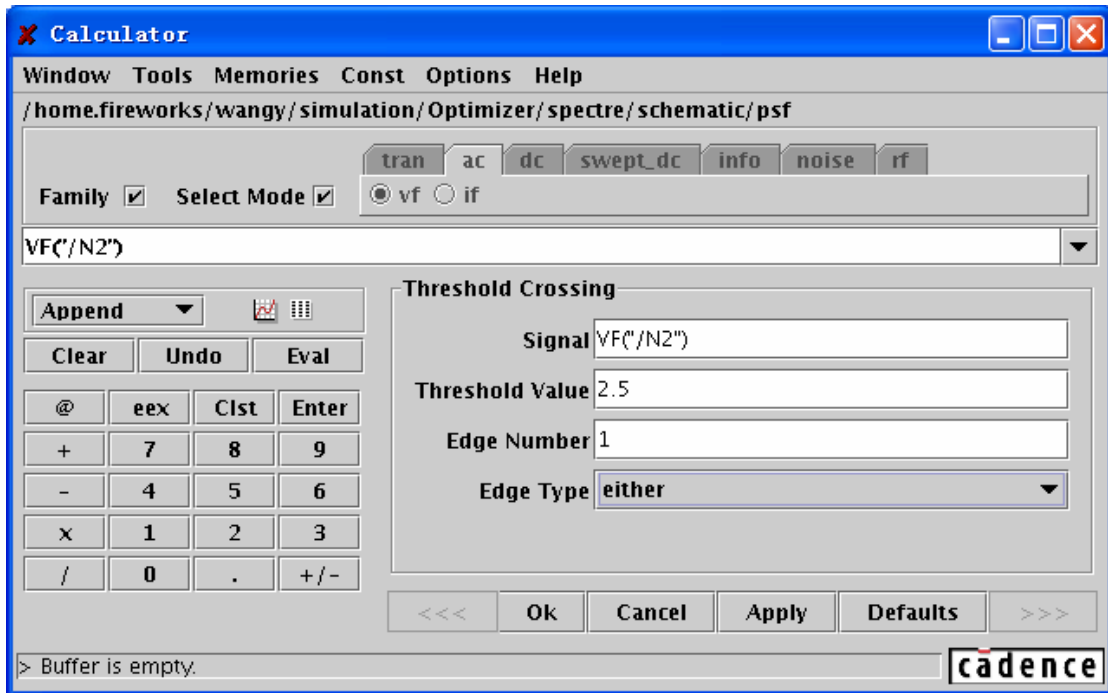 Calculator
Window Tools Memories Const Options Help
/home.fireworks/wangy/simulation/Optimizer/spectre/schematic/psf
tran ac dc swept_dc info noise rf
Family Select Mode vf if
VF("/N2")
Append
Clear Undo Eval
@ eex Clst Enter
+ 7 8 9
- 4 5 6
x 1 2 3
/ 0 . +/-
Threshold Crossing
Signal VF("/N2")
Threshold Value 2.5
Edge Number 1
Edge Type either
<<< Ok Cancel Apply Defaults >>>
> Buffer is empty.
cādence